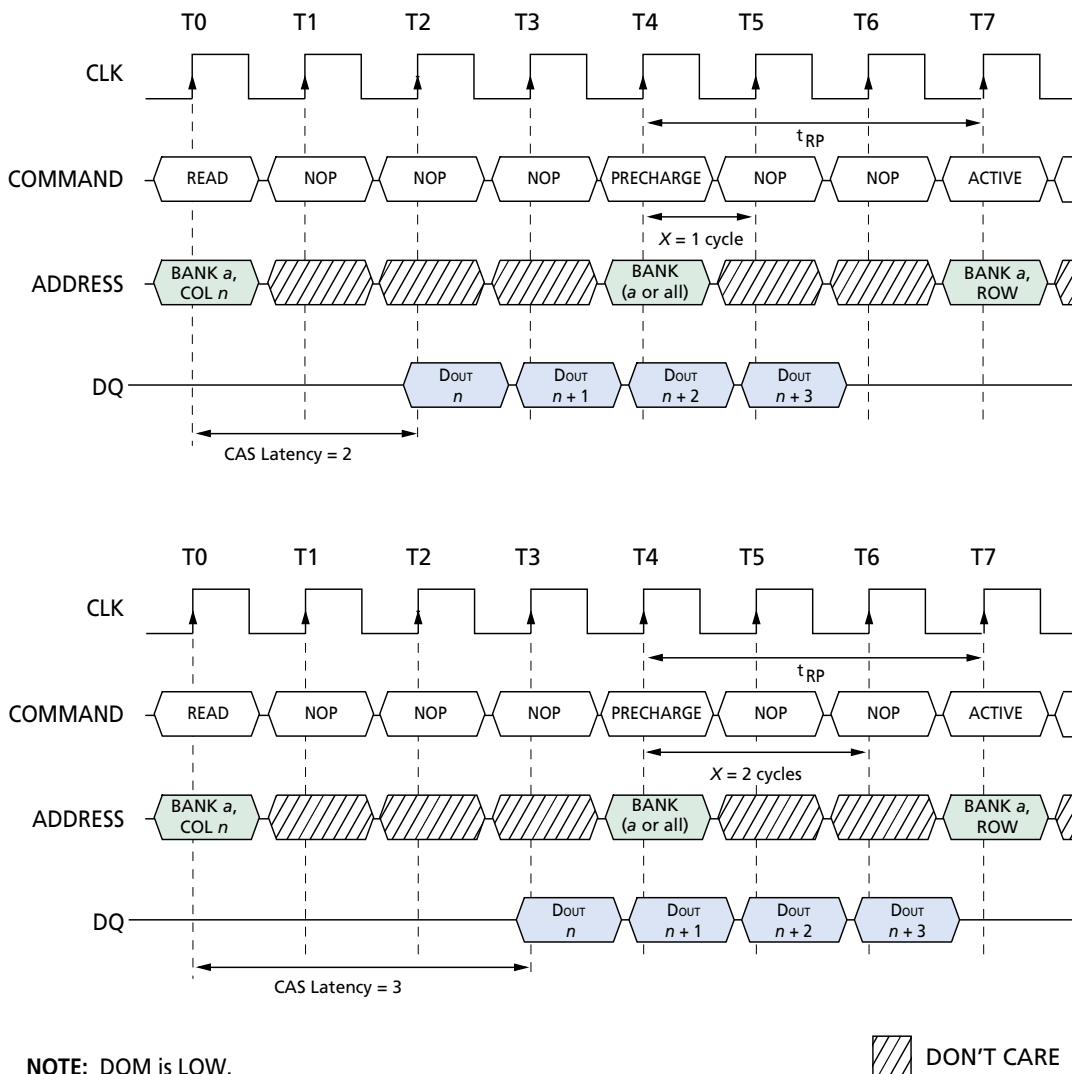 T0 T1 T2 T3 T4 T5 T6 T7
CLK
tRP
COMMAND READ NOP NOP NOP PRECHARGE NOP NOP ACTIVE
X = 1 cycle
ADDRESS BANK a, COL n BANK (a or all) BANK a, ROW
DQ DOUT n DOUT n + 1 DOUT n + 2 DOUT n + 3
CAS Latency = 2
T0 T1 T2 T3 T4 T5 T6 T7
CLK
tRP
COMMAND READ NOP NOP NOP PRECHARGE NOP NOP ACTIVE
X = 2 cycles
ADDRESS BANK a, COL n BANK (a or all) BANK a, ROW
DQ DOUT n DOUT n + 1 DOUT n + 2 DOUT n + 3
CAS Latency = 3
NOTE: DQM is LOW.
DON'T CARE